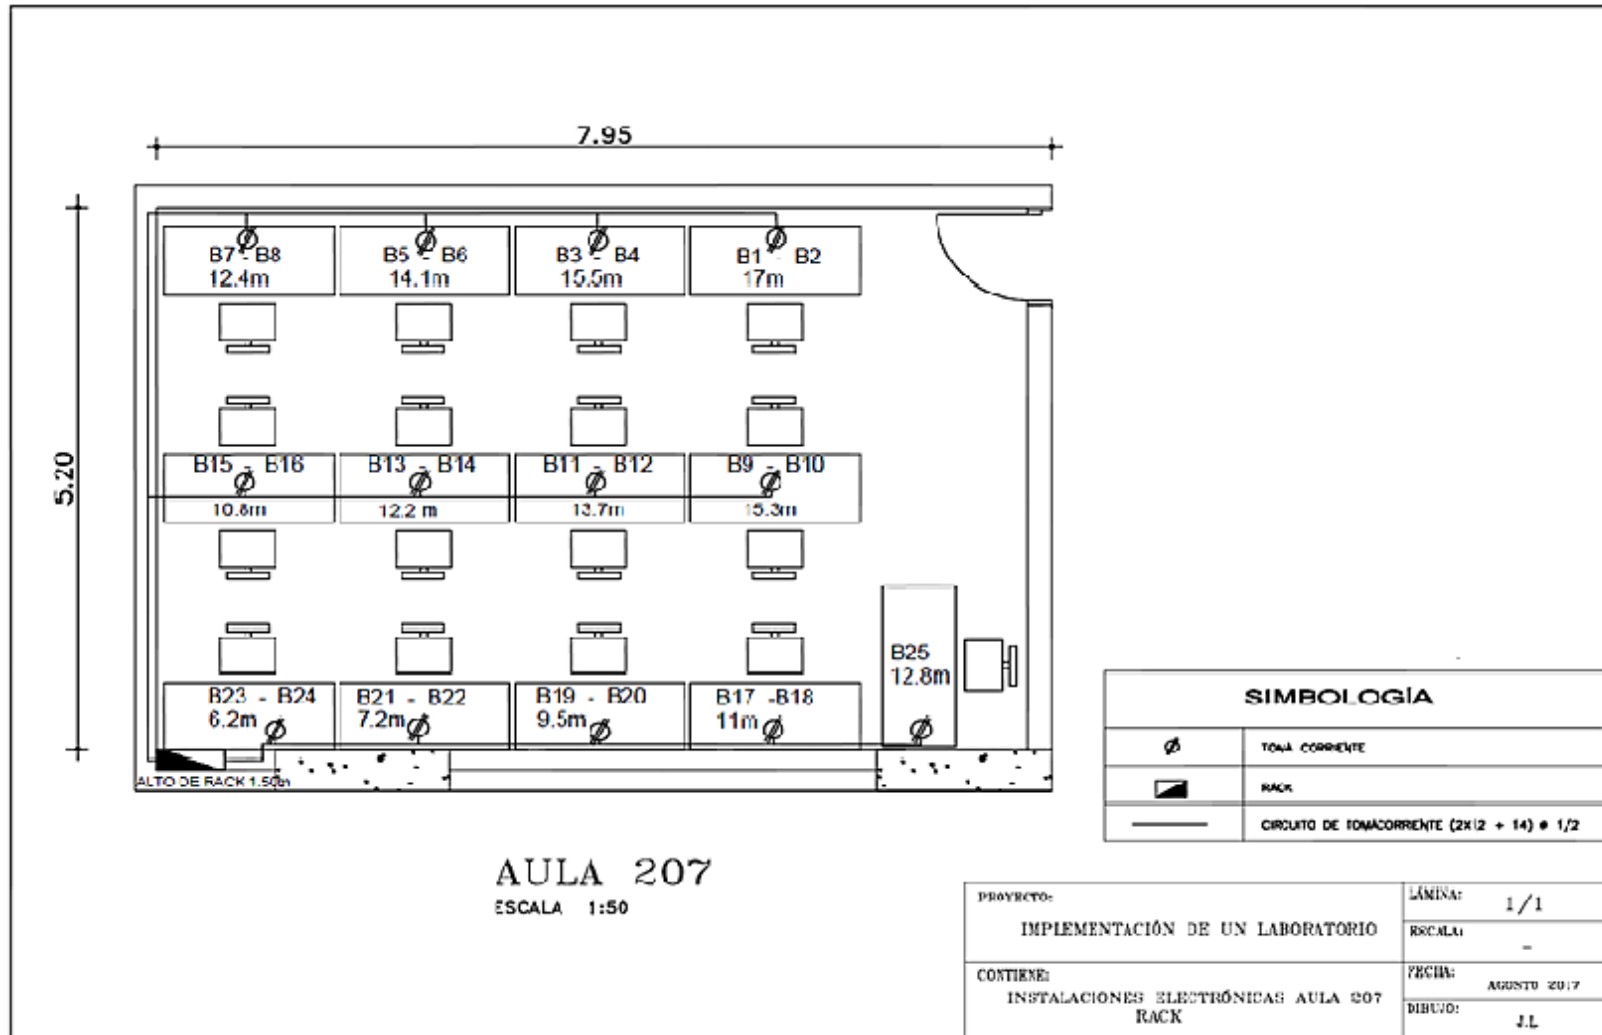 7.95
5.20
B7 - B8
12.4m
B5 - B6
14.1m
B3 - B4
15.5m
B1 - B2
17m
B15 - B16
10.8m
B13 - B14
12.2 m
B11 - B12
13.7m
B9 - B10
15.3m
B23 - B24
6.2m
B21 - B22
7.2m
B19 - B20
9.5m
B17 -B18
11m
B25
12.8m
ALTO DE RACK 1.50m
SIMBOLOGÍA
TOMA CORRIENTE
RACK
CIRCUITO DE TOMACORRIENTE (2X12 + 14) ø 1/2
AULA 207
ESCALA 1:50
PROYECTO:
IMPLEMENTACIÓN DE UN LABORATORIO
LÁMINA:
1/1
ESCALA:
-
CONTIENE:
INSTALACIONES ELECTRÓNICAS AULA 207
RACK
FECHA:
AGOSTO 2017
DIBUJO:
J.L